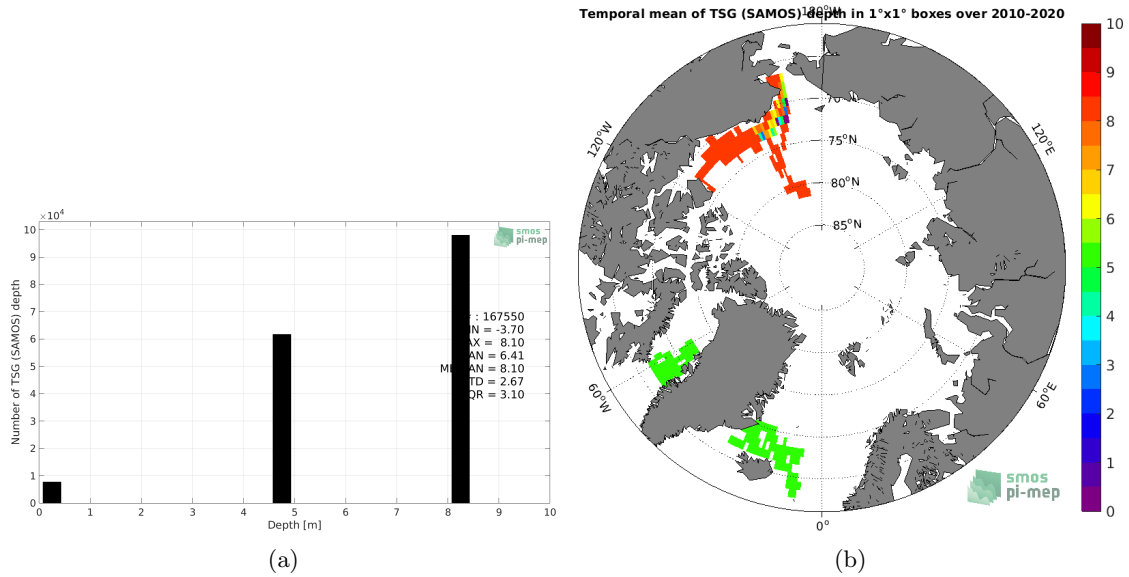 Temporal mean of TSG (SAMOS) depth in 1°x1° boxes over 2010-2020
180°W
×10⁴
10
9
8
7
6
5
4
3
2
1
0
Number of TSG (SAMOS) depth
0 1 2 3 4 5 6 7 8 9 10
Depth [m]
smos
pi-mep
: 167550
IN = -3.70
AX = 8.10
AN = 6.41
M AN = 8.10
TD = 2.67
QR = 3.10
(a)
120°W
120°E
75°N
80°N
85°N
60°W
60°E
0°
smos
pi-mep
10
9
8
7
6
5
4
3
2
1
0
(b)